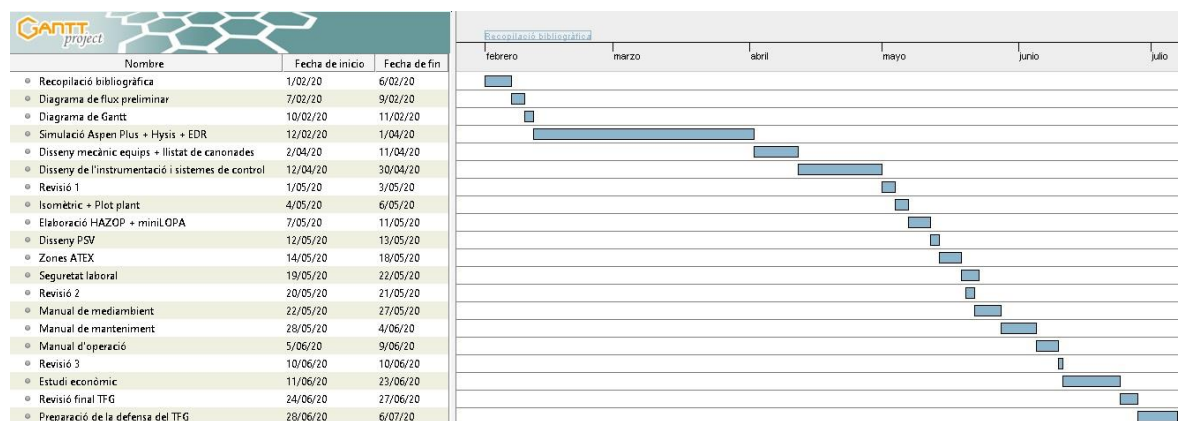 GANTT
project
Recopilació bibliogràfica
Nombre Fecha de inicio Fecha de fin febrero marzo abril mayo junio julio
Recopilació bibliogràfica 1/02/20 6/02/20
Diagrama de flux preliminar 7/02/20 9/02/20
Diagrama de Gantt 10/02/20 11/02/20
Simulació Aspen Plus + Hysis + EDR 12/02/20 1/04/20
Disseny mecànic equips + llistat de canonades 2/04/20 11/04/20
Disseny de l'instrumentació i sistemes de control 12/04/20 30/04/20
Revisió 1 1/05/20 3/05/20
Isomètric + Plot plant 4/05/20 6/05/20
Elaboració HAZOP + miniLOPA 7/05/20 11/05/20
Disseny PSV 12/05/20 13/05/20
Zones ATEX 14/05/20 18/05/20
Seguretat laboral 19/05/20 22/05/20
Revisió 2 20/05/20 21/05/20
Manual de mediambient 22/05/20 27/05/20
Manual de manteniment 28/05/20 4/06/20
Manual d'operació 5/06/20 9/06/20
Revisió 3 10/06/20 10/06/20
Estudi econòmic 11/06/20 23/06/20
Revisió final TFG 24/06/20 27/06/20
Preparació de la defensa del TFG 28/06/20 6/07/20